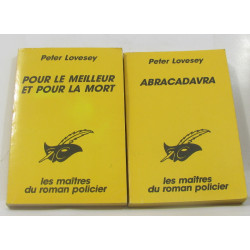 Peter Lovesey
POUR LE MEILLEUR
ET POUR LA MORT
les maîtres
du roman policier
Peter Lovesey
ABRACADAVRA
les maîtres
du roman policier